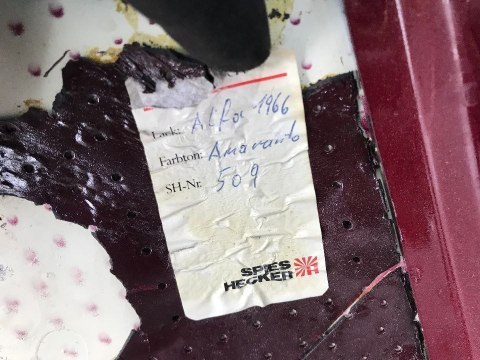 Lack: Alfa 1966
Farbton: Amaranto
SH-Nr. 509
SPIES
HECKER